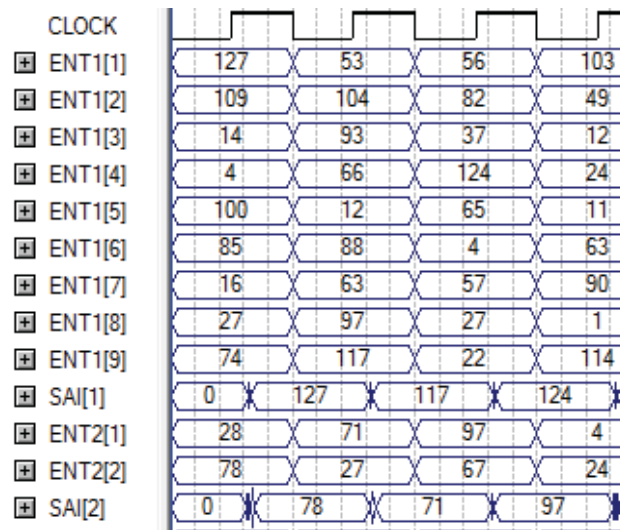 CLOCK
ENT1[1] 127 53 56 103
ENT1[2] 109 104 82 49
ENT1[3] 14 93 37 12
ENT1[4] 4 66 124 24
ENT1[5] 100 12 65 11
ENT1[6] 85 88 4 63
ENT1[7] 16 63 57 90
ENT1[8] 27 97 27 1
ENT1[9] 74 117 22 114
SAI[1] 0 127 117 124
ENT2[1] 28 71 97 4
ENT2[2] 78 27 67 24
SAI[2] 0 78 71 97